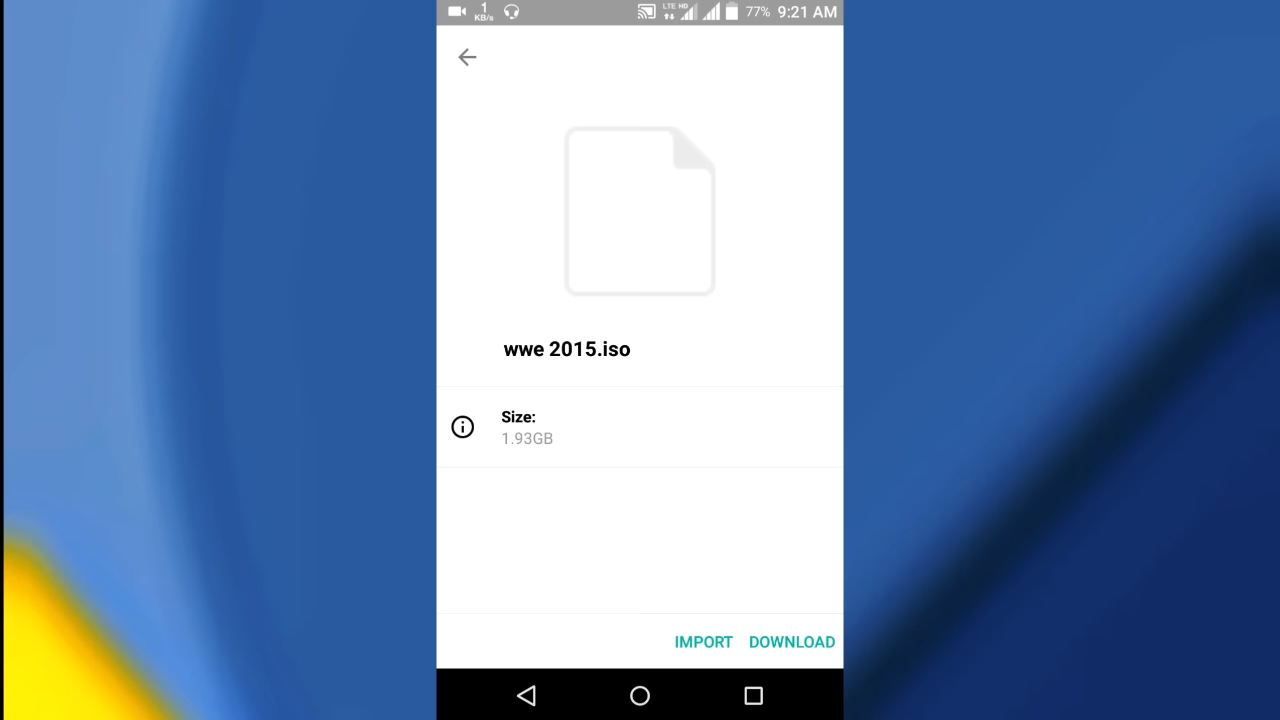 1 KB/s LTE HD 77% 9:21 AM
wwe 2015.iso
Size:
1.93GB
IMPORT DOWNLOAD